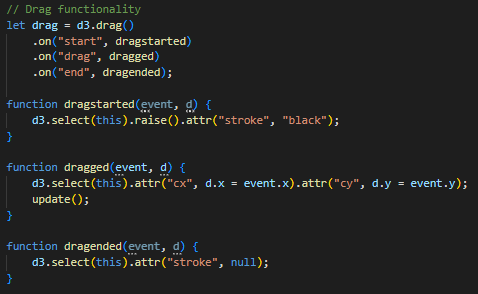 // Drag functionality
let drag = d3.drag()
    .on("start", dragstarted)
    .on("drag", dragged)
    .on("end", dragended);

function dragstarted(event, d) {
    d3.select(this).raise().attr("stroke", "black");
}

function dragged(event, d) {
    d3.select(this).attr("cx", d.x = event.x).attr("cy", d.y = event.y);
    update();
}

function dragended(event, d) {
    d3.select(this).attr("stroke", null);
}